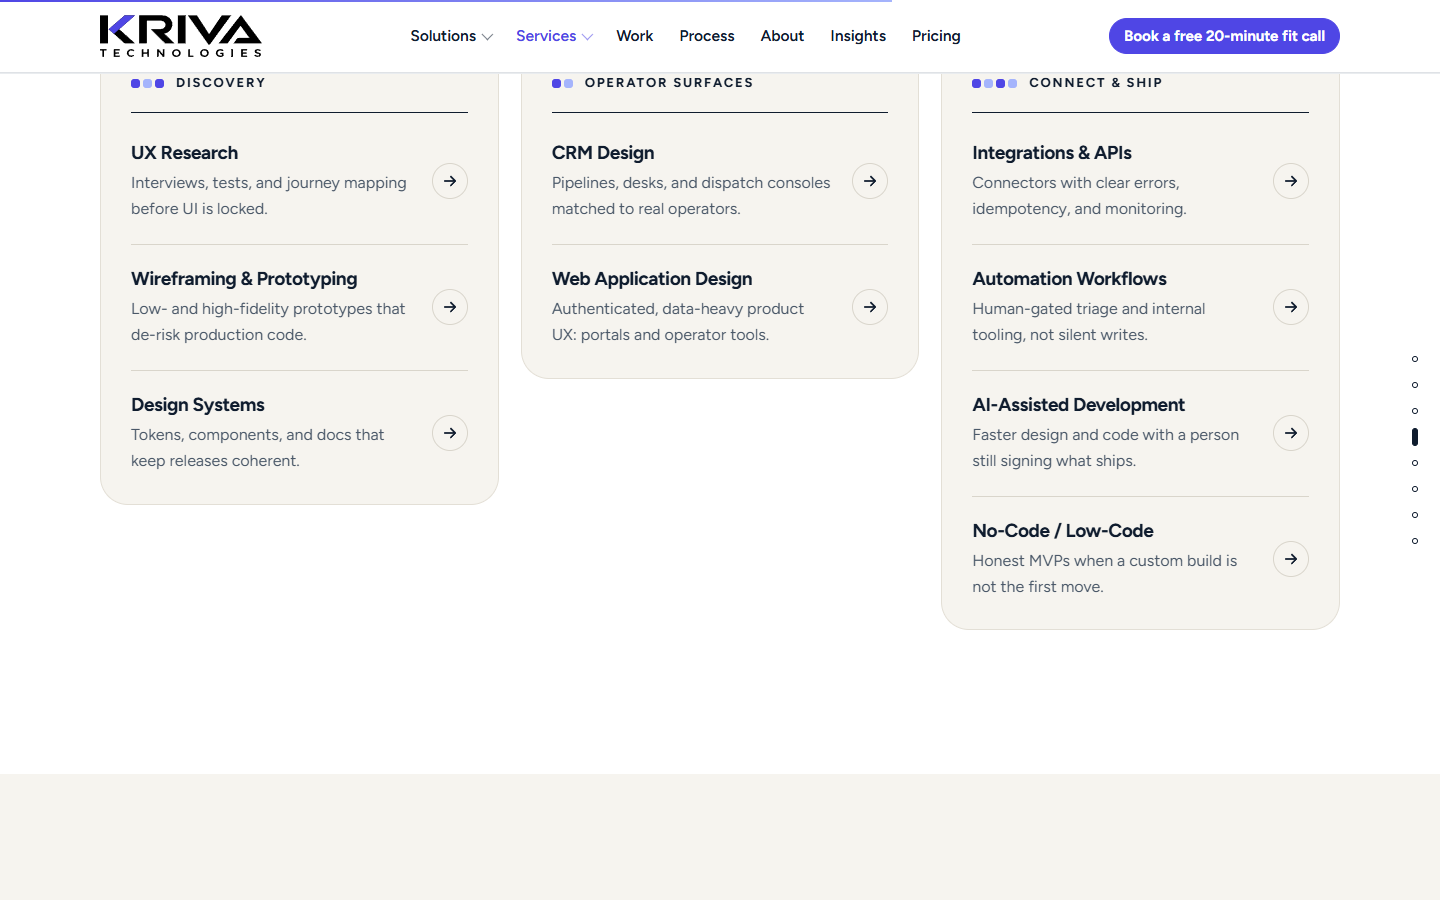 KRIVA
TECHNOLOGIES
Solutions
Services
Work
Process
About
Insights
Pricing
Book a free 20-minute fit call
DISCOVERY
UX Research
Interviews, tests, and journey mapping
before UI is locked.
Wireframing & Prototyping
Low- and high-fidelity prototypes that
de-risk production code.
Design Systems
Tokens, components, and docs that
keep releases coherent.
OPERATOR SURFACES
CRM Design
Pipelines, desks, and dispatch consoles
matched to real operators.
Web Application Design
Authenticated, data-heavy product
UX: portals and operator tools.
CONNECT & SHIP
Integrations & APIs
Connectors with clear errors,
idempotency, and monitoring.
Automation Workflows
Human-gated triage and internal
tooling, not silent writes.
AI-Assisted Development
Faster design and code with a person
still signing what ships.
No-Code / Low-Code
Honest MVPs when a custom build is
not the first move.